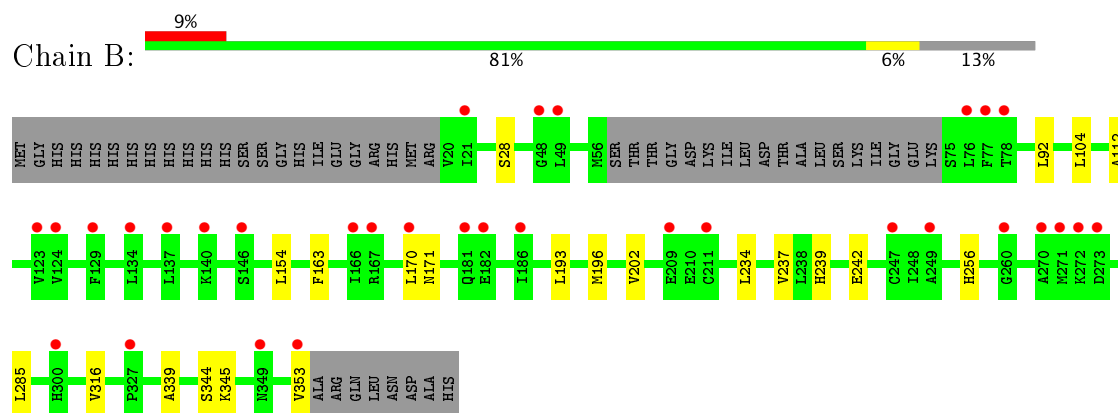 9%
Chain B:
81% 6% 13%
MET GLY HIS HIS HIS HIS HIS HIS HIS HIS HIS HIS SER SER GLY HIS ILE GLU GLY ARG HIS MET ARG V20 I21 S28 G48 L49 M56 SER THR THR GLY ASP LYS ILE LEU ASP THR ALA LEU SER LYS ILE GLY GLU LYS S75 L76 F77 T78 L92 L104 A112
V123 V124 F129 L134 L137 K140 S146 L154 F163 I166 R167 L170 N171 Q181 E182 I186 L193 M196 V202 E209 E210 C211 L234 V237 L238 H239 E242 C247 I248 A249 H256 G260 A270 M271 K272 D273
L285 H300 V316 P327 A339 S344 K345 N349 V353 ALA ARG GLN LEU ASN ASP ALA HIS